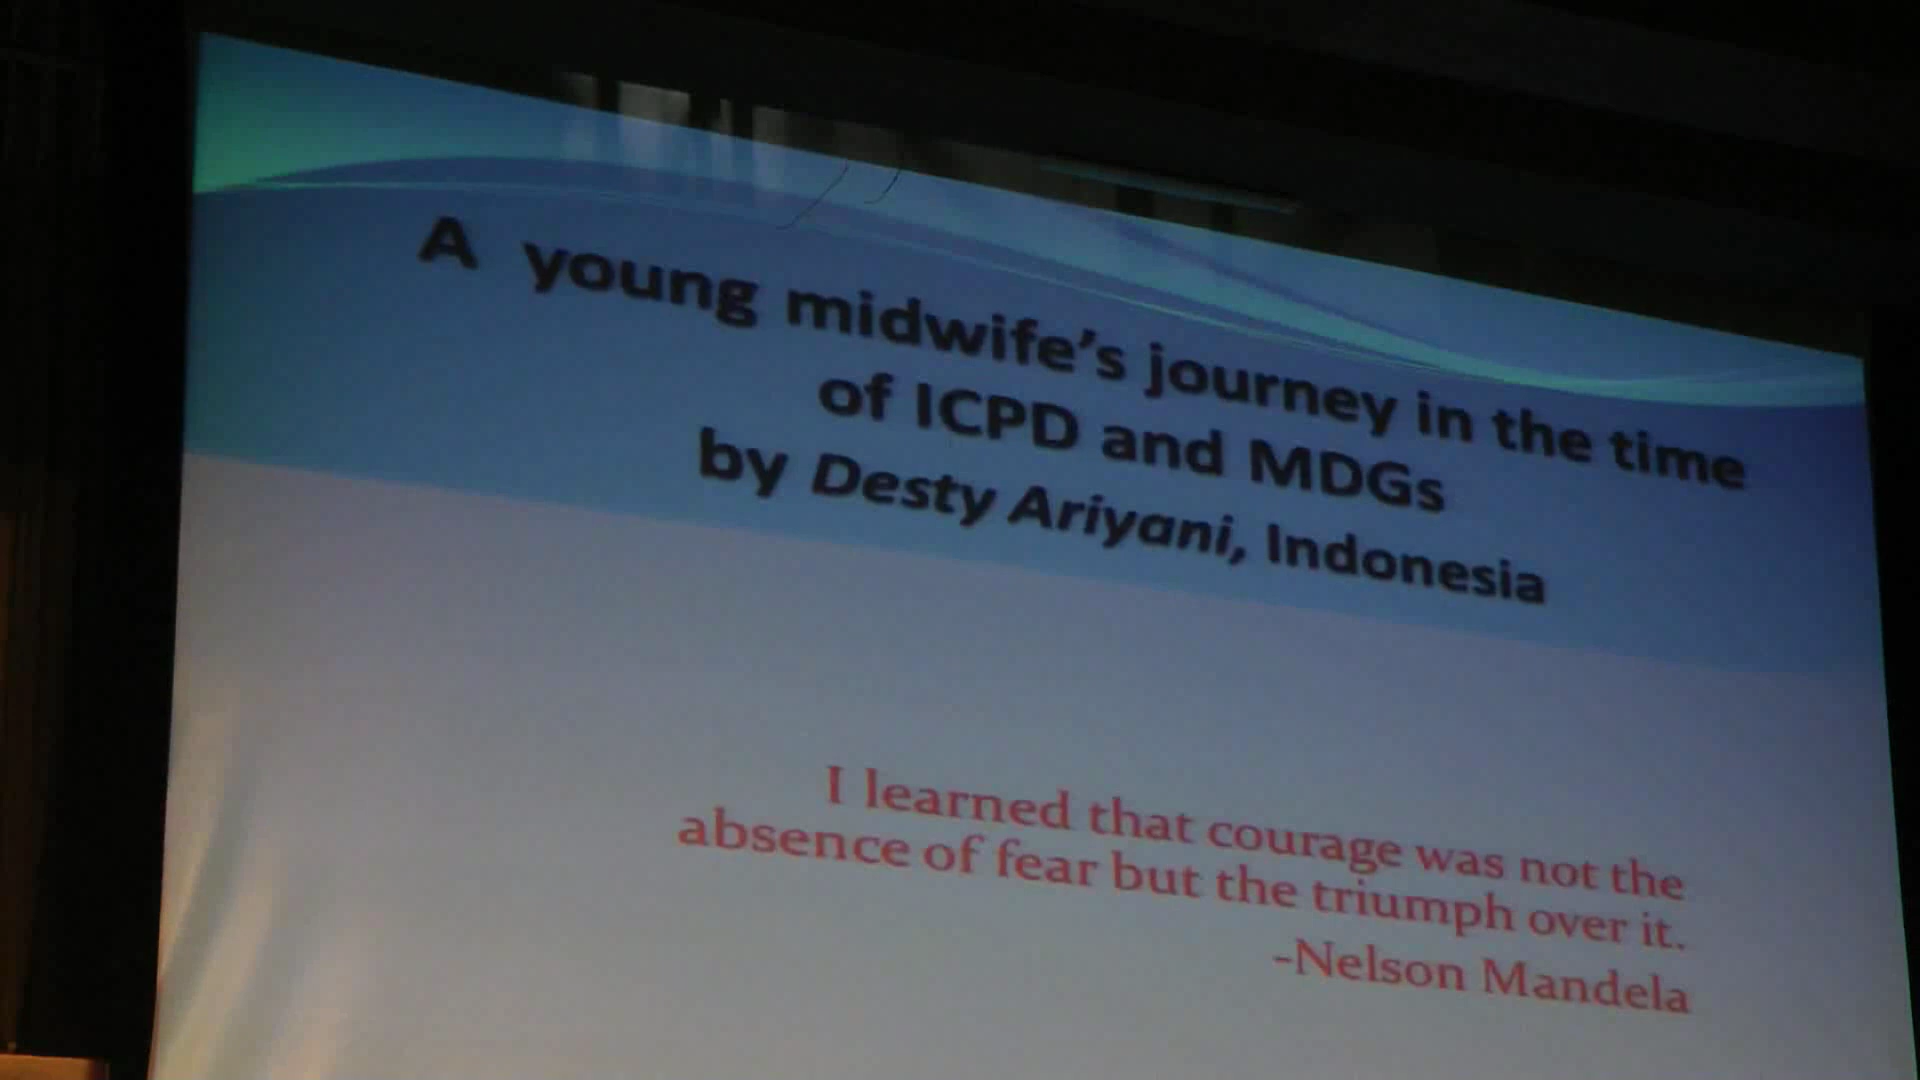 A young midwife's journey in the time
of ICPD and MDGs
by Desty Ariyani, Indonesia
I learned that courage was not the
absence of fear but the triumph over it.
-Nelson Mandela